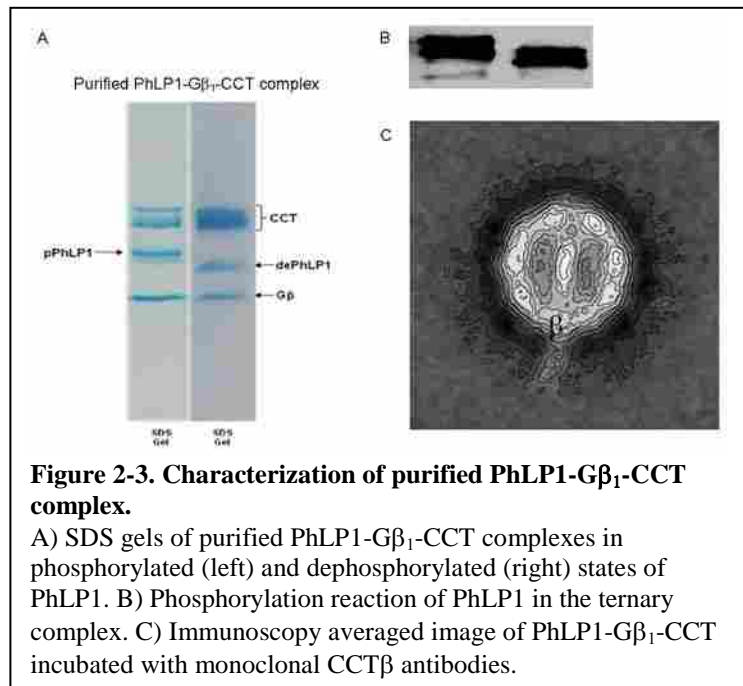 A
B
Purified PhLP1-Gβ₁-CCT complex
C
CCT
pPhLP1
dePhLP1
Gβ
β
SDS SDS
Gel Gel
Figure 2-3. Characterization of purified PhLP1-Gβ₁-CCT
complex.
A) SDS gels of purified PhLP1-Gβ₁-CCT complexes in
phosphorylated (left) and dephosphorylated (right) states of
PhLP1. B) Phosphorylation reaction of PhLP1 in the ternary
complex. C) Immunoscopy averaged image of PhLP1-Gβ₁-CCT
incubated with monoclonal CCTβ antibodies.